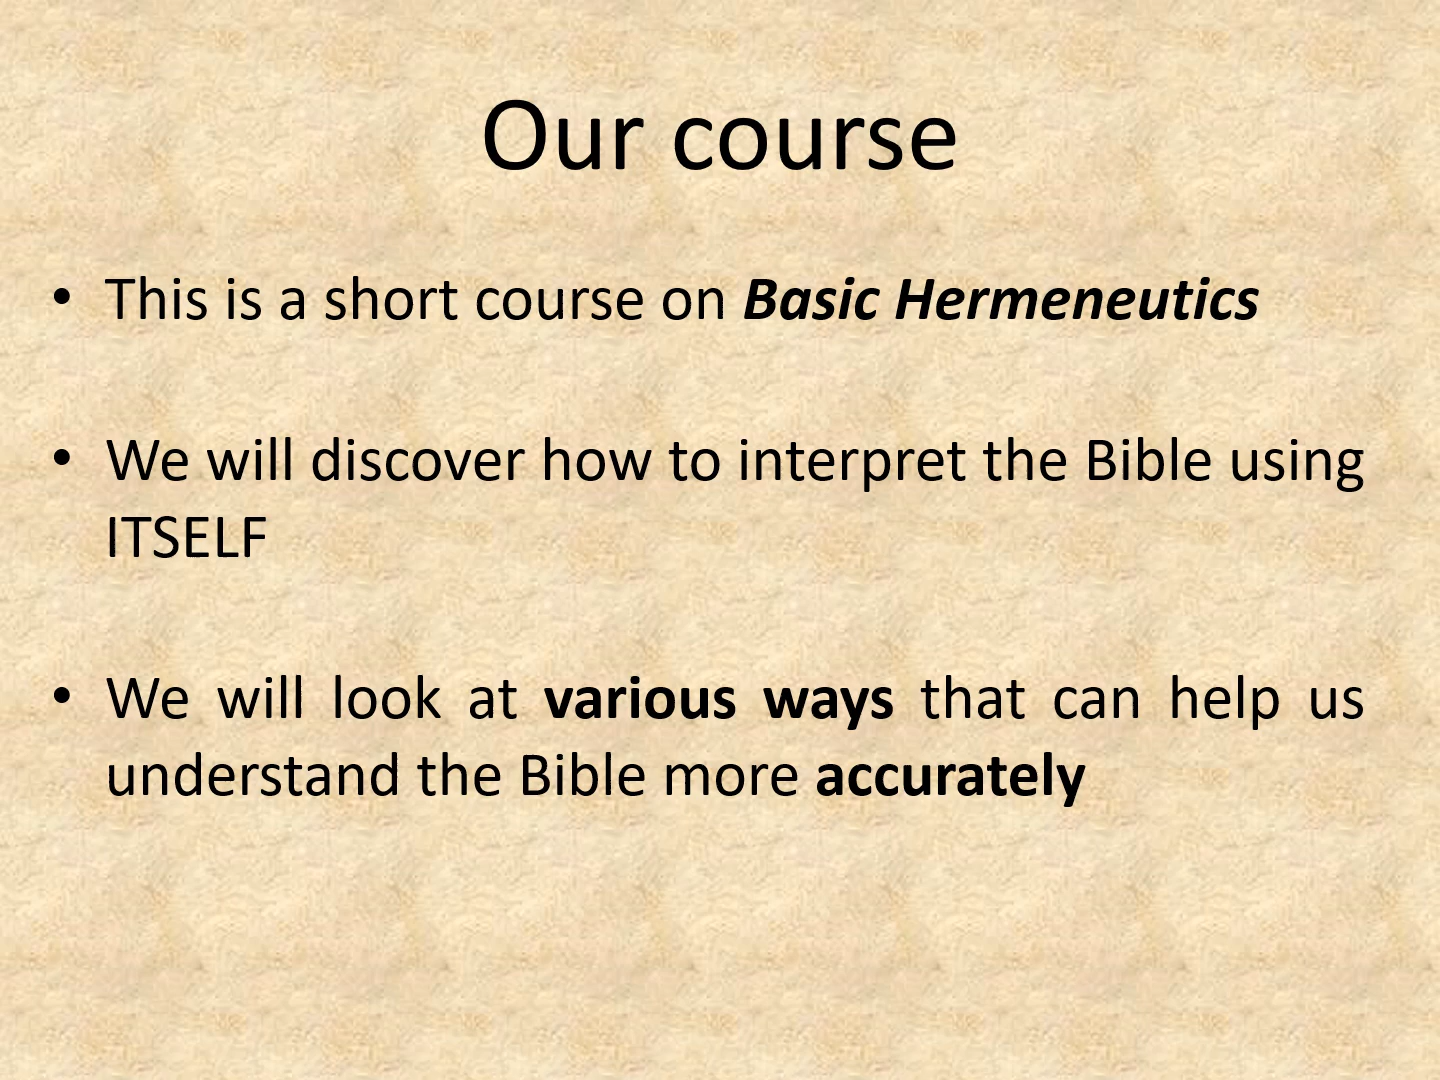 Our course
• This is a short course on Basic Hermeneutics
• We will discover how to interpret the Bible using
ITSELF
• We will look at various ways that can help us
understand the Bible more accurately